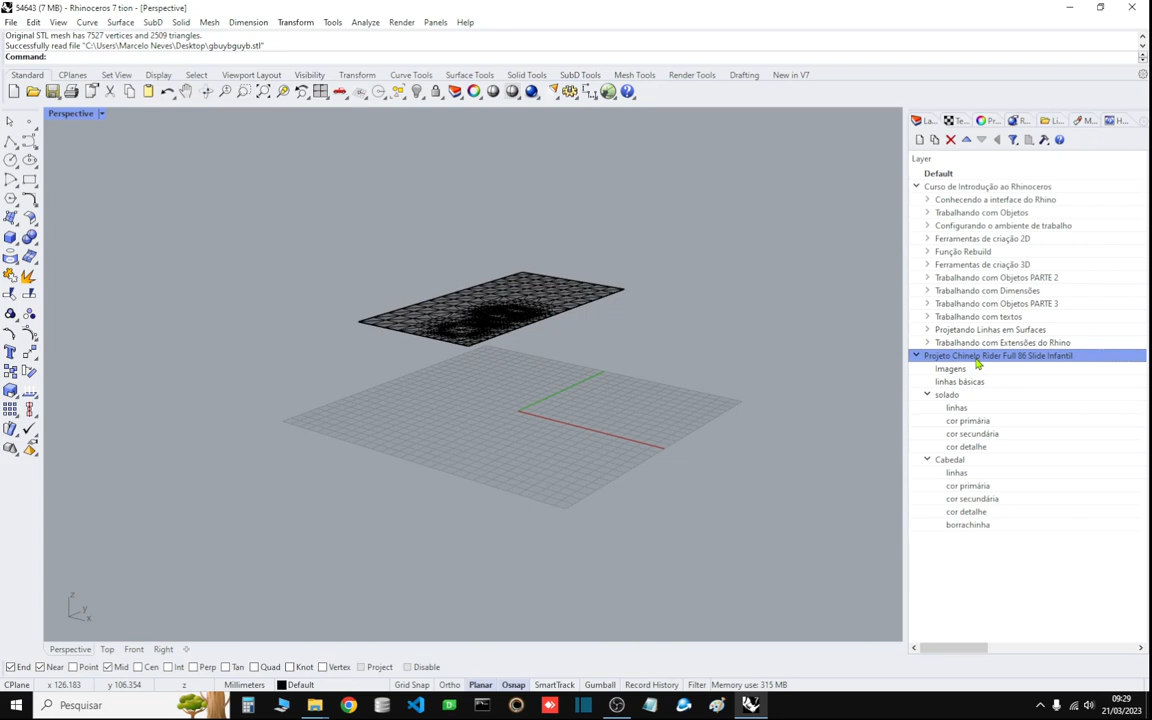 54643 (7 MB) - Rhinoceros 7 tion - [Perspective]
File Edit View Curve Surface SubD Solid Mesh Dimension Transform Tools Analyze Render Panels Help
Original STL mesh has 7527 vertices and 2509 triangles.
Successfully read file "C:\Users\Marcelo Neves\Desktop\gbuybguyb.stl"
Command:
Standard CPlanes Set View Display Select Viewport Layout Visibility Transform Curve Tools Surface Tools Solid Tools SubD Tools Mesh Tools Render Tools Drafting New in V7
Perspective
La... Te... Pr... R... Li... M... H...
Layer
Default
Curso de Introdução ao Rhinoceros
Conhecendo a interface do Rhino
Trabalhando com Objetos
Configurando o ambiente de trabalho
Ferramentas de criação 2D
Função Rebuild
Ferramentas de criação 3D
Trabalhando com Objetos PARTE 2
Trabalhando com Dimensões
Trabalhando com Objetos PARTE 3
Trabalhando com textos
Projetando Linhas em Surfaces
Trabalhando com Extensões do Rhino
Projeto Chinelo Rider Full 86 Slide Infantil
Imagens
linhas básicas
solado
linhas
cor primária
cor secundária
cor detalhe
Cabedal
linhas
cor primária
cor secundária
cor detalhe
borrachinha
z
y
x
Perspective Top Front Right
End Near Point Mid Cen Int Perp Tan Quad Knot Vertex Project Disable
CPlane x 126.183 y 106.354 z Millimeters Default Grid Snap Ortho Planar Osnap SmartTrack Gumball Record History Filter Memory use: 315 MB
Pesquisar
09:29
21/03/2023